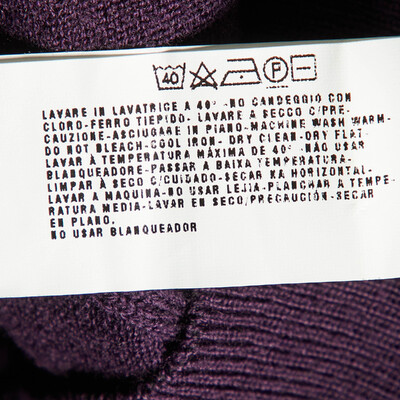 40 P
LAVARE IN LAVATRICE A 40° -NO CANDEGGIO CON
CLORO-FERRO TIEPIDO- LAVARE A SECCO C/PRE-
CAUZIONE-ASCIUGARE IN PIANO-MACHINE WASH WARM-
DO NOT BLEACH-COOL IRON- DRY CLEAN-DRY FLAT-
LAVAR À TEMPERATURA MÁXIMA DE 40° -NÃO USAR
BLANQUEADORE- PASSAR A BAIXA TEMPERATURA-
LIMPAR À SECO C/CUIDADO-SECAR NA HORIZONTAL-
LAVAR A MAQUINA-NO USAR LEJIA-PLANCHAR A TEMPE-
RATURA MEDIA-LAVAR EN SECO/PRECAUCIÓN-SECAR
EN PLANO.
NO USAR BLANQUEADOR